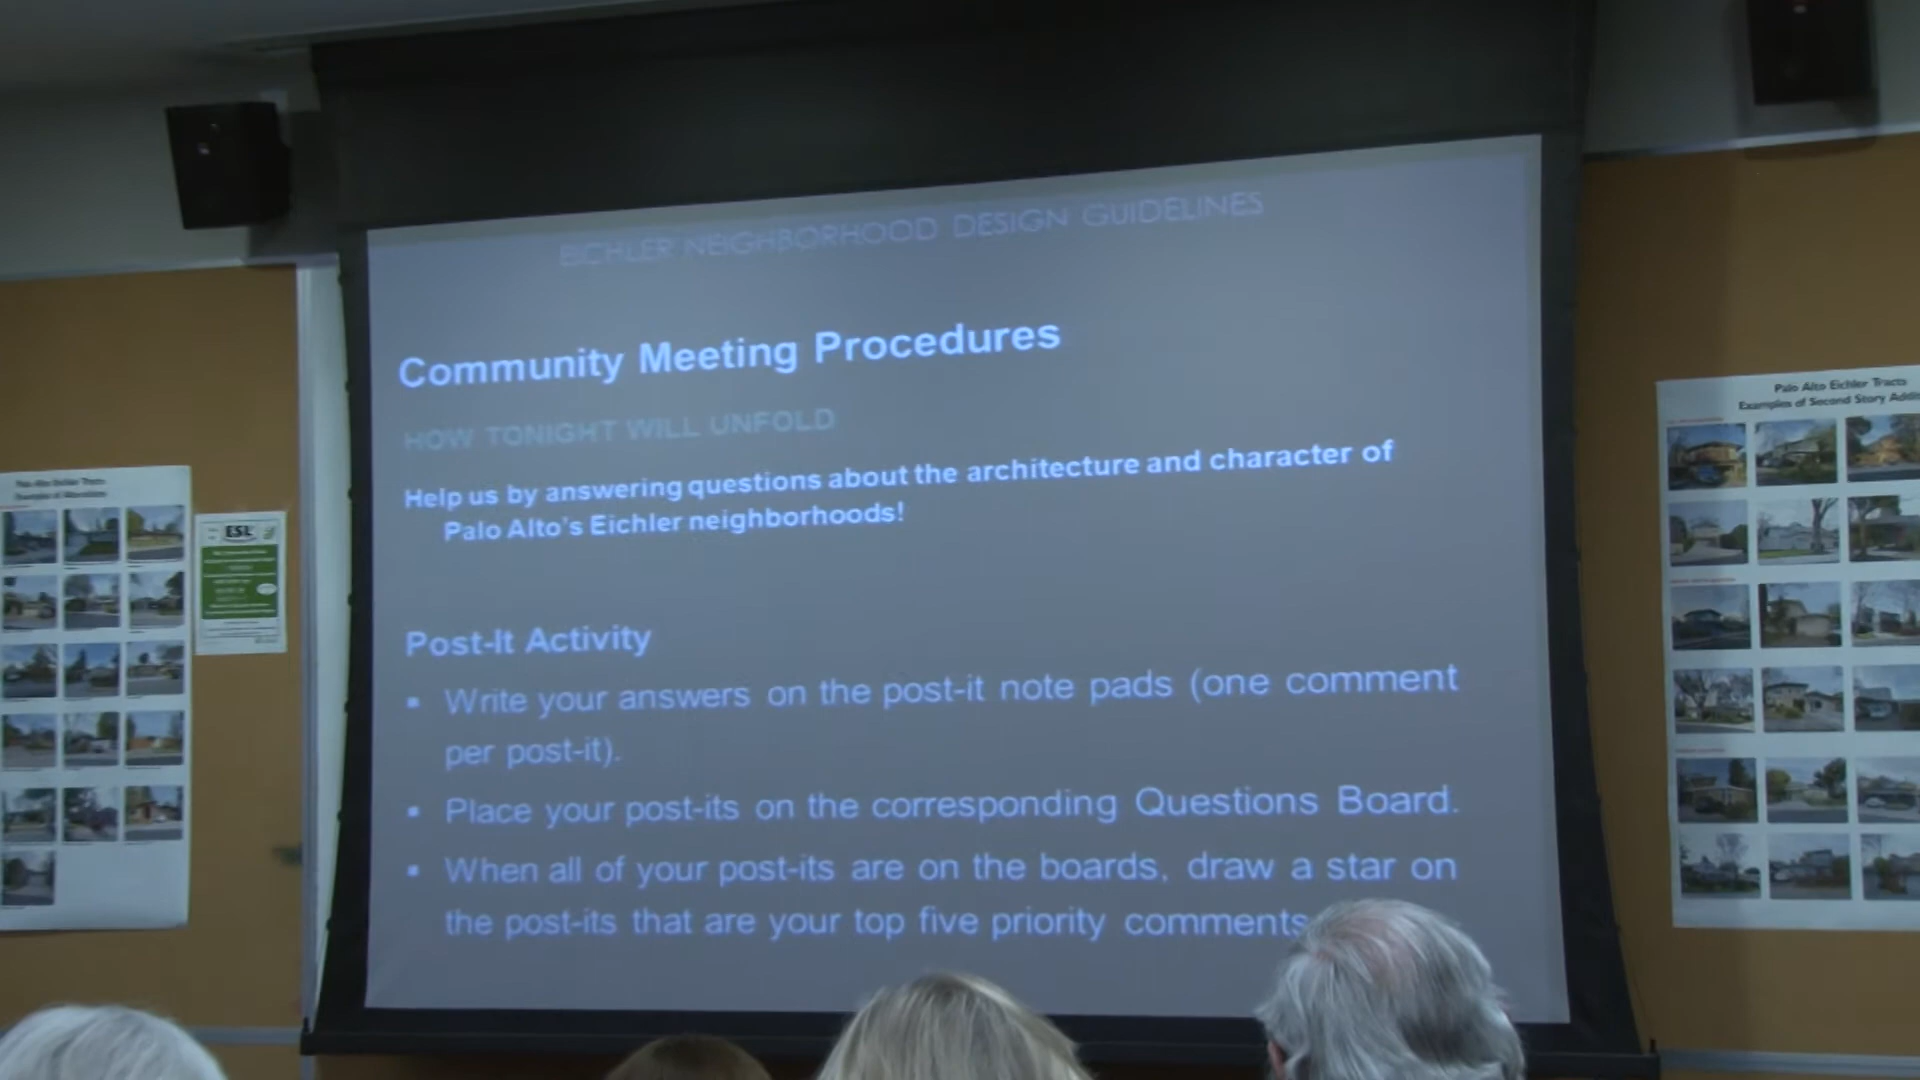 EICHLER NEIGHBORHOOD DESIGN GUIDELINES
Community Meeting Procedures
HOW TONIGHT WILL UNFOLD
Help us by answering questions about the architecture and character of
Palo Alto's Eichler neighborhoods!
Post-It Activity
▪ Write your answers on the post-it note pads (one comment
per post-it).
▪ Place your post-its on the corresponding Questions Board.
▪ When all of your post-its are on the boards, draw a star on
the post-its that are your top five priority comments
ESL
Palo Alto Eichler Tracts
Examples of Second Story